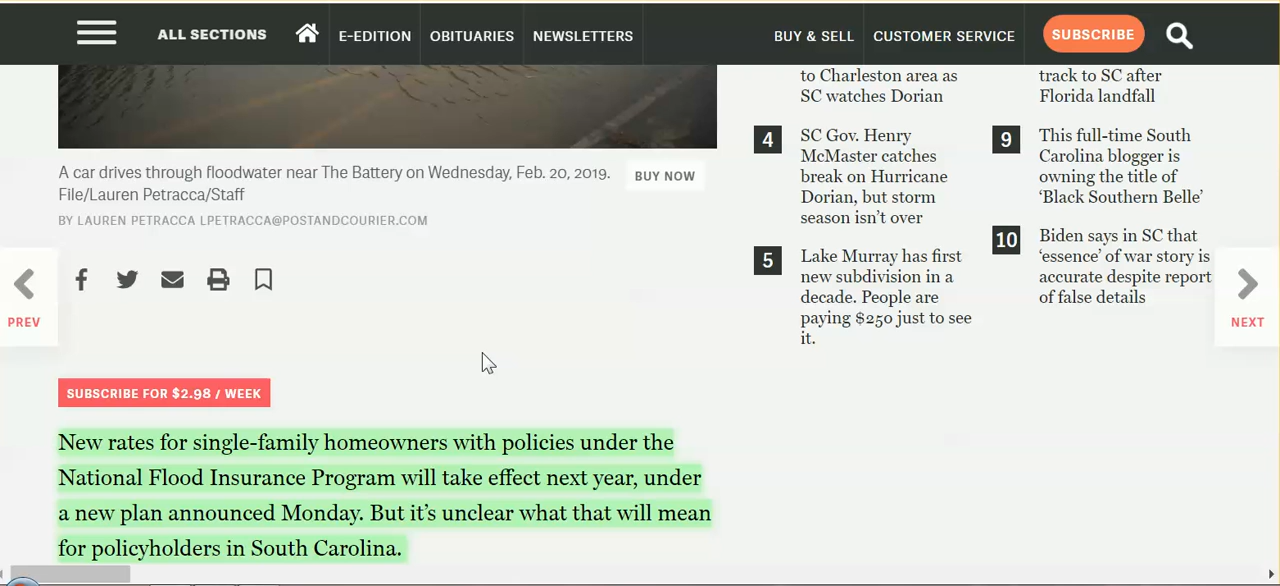 ALL SECTIONS E-EDITION OBITUARIES NEWSLETTERS BUY & SELL CUSTOMER SERVICE SUBSCRIBE
A car drives through floodwater near The Battery on Wednesday, Feb. 20, 2019.
File/Lauren Petracca/Staff
BUY NOW
BY LAUREN PETRACCA LPETRACCA@POSTANDCOURIER.COM
PREV
SUBSCRIBE FOR $2.98 / WEEK
New rates for single-family homeowners with policies under the
National Flood Insurance Program will take effect next year, under
a new plan announced Monday. But it's unclear what that will mean
for policyholders in South Carolina.
to Charleston area as
SC watches Dorian
4
SC Gov. Henry
McMaster catches
break on Hurricane
Dorian, but storm
season isn't over
5
Lake Murray has first
new subdivision in a
decade. People are
paying $250 just to see
it.
track to SC after
Florida landfall
9
This full-time South
Carolina blogger is
owning the title of
'Black Southern Belle'
10
Biden says in SC that
'essence' of war story is
accurate despite report
of false details
NEXT